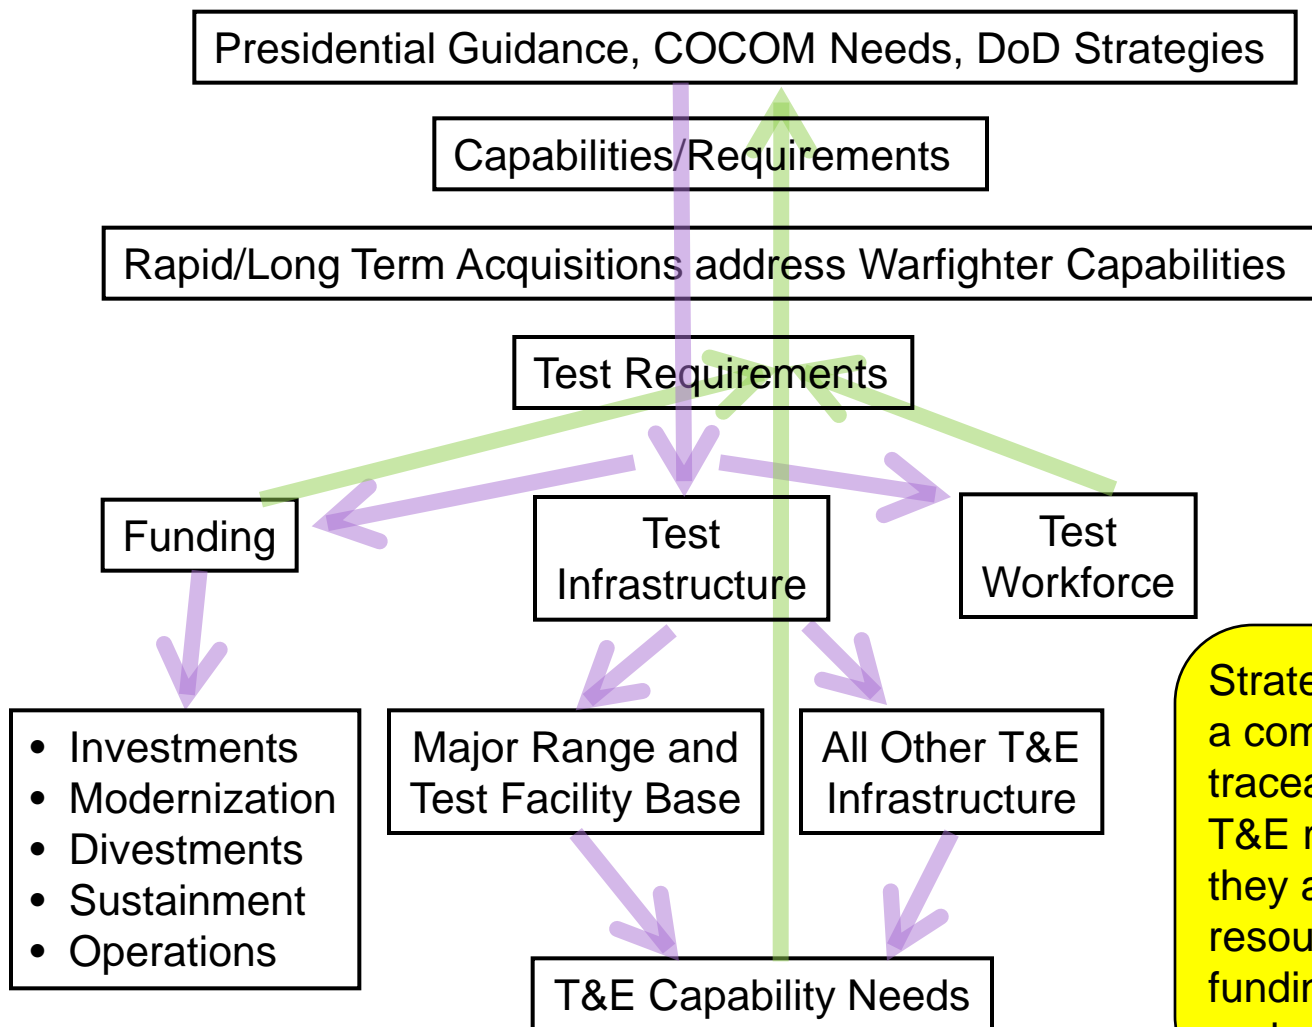 Presidential Guidance, COCOM Needs, DoD Strategies
Capabilities/Requirements
Rapid/Long Term Acquisitions address Warfighter Capabilities
Test Requirements
Funding
Test
Infrastructure
Test
Workforce
• Investments
• Modernization
• Divestments
• Sustainment
• Operations
Major Range and
Test Facility Base
All Other T&E
Infrastructure
T&E Capability Needs
a
T&E
they